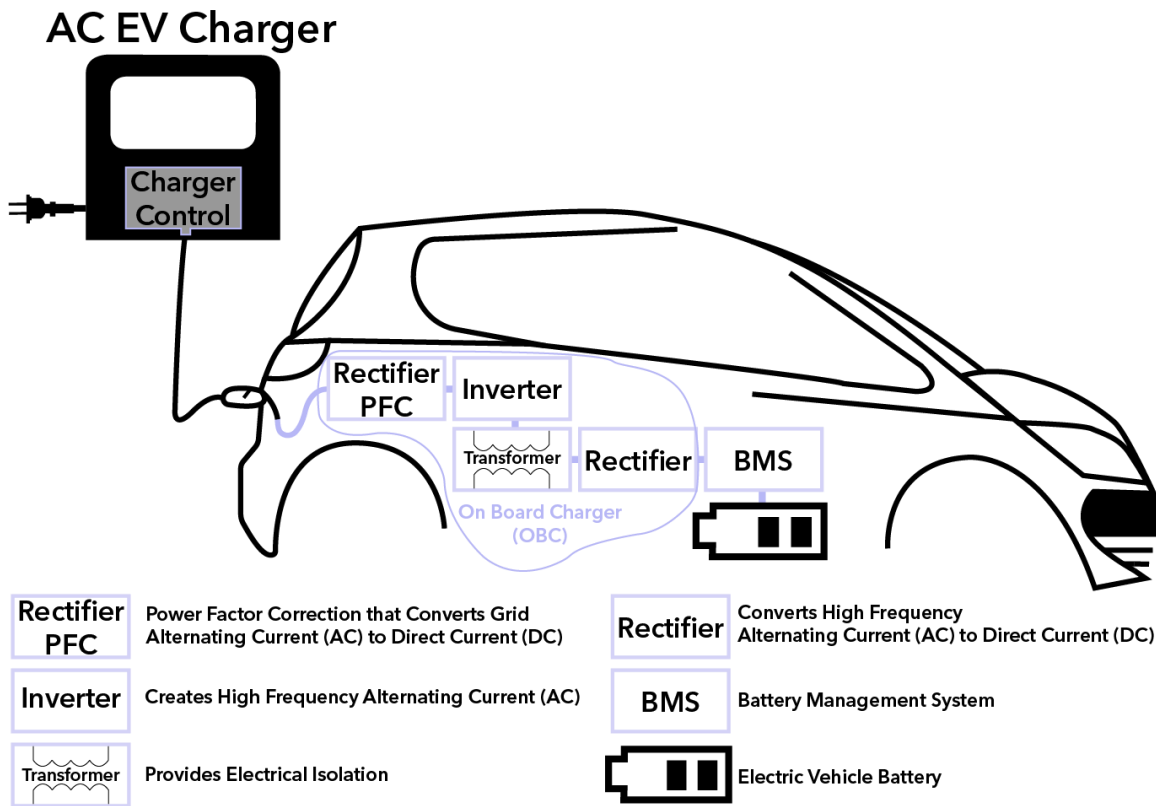 AC EV Charger
Charger
Control
Rectifier
PFC
Inverter
Transformer
Rectifier
BMS
On Board Charger
(OBC)
Rectifier
PFC
Power Factor Correction that Converts Grid
Alternating Current (AC) to Direct Current (DC)
Inverter
Creates High Frequency Alternating Current (AC)
Transformer
Provides Electrical Isolation
Rectifier
Converts High Frequency
Alternating Current (AC) to Direct Current (DC)
BMS
Battery Management System
Electric Vehicle Battery